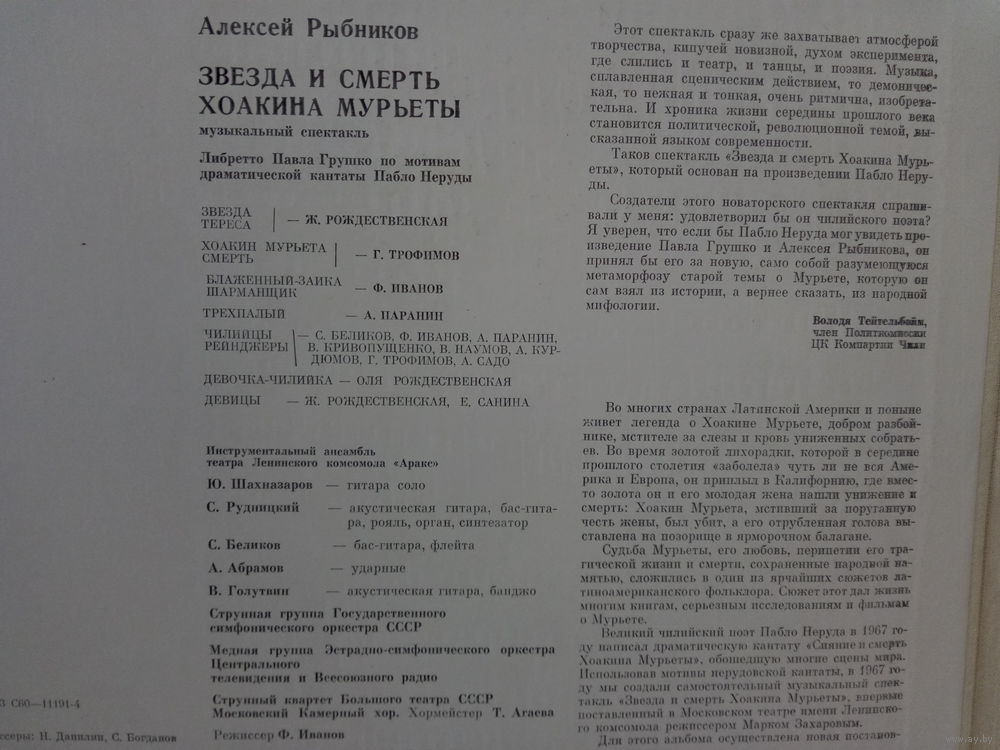 Алексей Рыбников
ЗВЕЗДА И СМЕРТЬ
ХОАКИНА МУРЬЕТЫ
музыкальный спектакль
Либретто Павла Грушко по мотивам
драматической кантаты Пабло Неруды
ЗВЕЗДА
ТЕРЕСА — Ж. РОЖДЕСТВЕНСКАЯ
ХОАКИН МУРЬЕТА
СМЕРТЬ — Г. ТРОФИМОВ
БЛАЖЕННЫЙ-ЗАИКА
ШАРМАНЩИК — Ф. ИВАНОВ
ТРЕХПАЛЫЙ — А. ПАРАНИН
ЧИЛИЙЦЫ — С. БЕЛИКОВ, Ф. ИВАНОВ, А. ПАРАНИН,
РЕЙНДЖЕРЫ В. КРИВОПУЩЕНКО, В. НАУМОВ, А. КУР-
ДЮМОВ, Г. ТРОФИМОВ, А. САДО
ДЕВОЧКА-ЧИЛИЙКА — ОЛЯ РОЖДЕСТВЕНСКАЯ
ДЕВИЦЫ — Ж. РОЖДЕСТВЕНСКАЯ, Е. САНИНА
Инструментальный ансамбль
театра Ленинского комсомола «Аракс»
Ю. Шахназаров — гитара соло
С. Рудницкий — акустическая гитара, бас-гита-
ра, рояль, орган, синтезатор
С. Беликов — бас-гитара, флейта
А. Абрамов — ударные
В. Голутвин — акустическая гитара, банджо
Струнная группа Государственного
симфонического оркестра СССР
Медная группа Эстрадно-симфонического оркестра
Центрального
телевидения и Всесоюзного радио
Струнный квартет Большого театра СССР
Московский Камерный хор. Хормейстер Т. Агаева
Режиссер Ф. Иванов
З С60—11191-4
ссеры: Н. Данилин, С. Богданов
Этот спектакль сразу же захватывает атмосферой
творчества, кипучей новизной, духом эксперимента,
где слились и театр, и танцы, и поэзия. Музыка,
сплавленная сценическим действием, то демоничес-
кая, то нежная и тонкая, очень ритмична, изобрета-
тельна. И хроника жизни середины прошлого века
становится политической, революционной темой, вы-
сказанной языком современности.
Таков спектакль «Звезда и смерть Хоакина Мурь-
еты», который основан на произведении Пабло Неру-
ды.
Создатели этого новаторского спектакля спраши-
вали у меня: удовлетворил бы он чилийского поэта?
Я уверен, что если бы Пабло Неруда мог увидеть про-
изведение Павла Грушко и Алексея Рыбникова, он
принял бы его за новую, само собой разумеющуюся
метаморфозу старой темы о Мурьете, которую он
сам взял из истории, а вернее сказать, из народной
мифологии.
Володя Тейтельбойм,
член Политкомиссии
ЦК Компартии Чили
Во многих странах Латинской Америки и поныне
живет легенда о Хоакине Мурьете, добром разбой-
нике, мстителе за слезы и кровь униженных собрать-
ев. Во время золотой лихорадки, которой в середине
прошлого столетия «заболела» чуть ли не вся Аме-
рика и Европа, он приплыл в Калифорнию, где вмес-
то золота он и его молодая жена нашли унижение и
смерть: Хоакин Мурьета, мстивший за поруганную
честь жены, был убит, а его отрубленная голова вы-
ставлена на позорище в ярморочном балагане.
Судьба Мурьеты, его любовь, перипетии его тра-
гической жизни и смерти, сохраненные народной па-
мятью, сложились в один из ярчайших сюжетов ла-
тиноамериканского фольклора. Сюжет этот дал жизнь
многим книгам, серьезным исследованиям и фильмам
о Мурьете.
Великий чилийский поэт Пабло Неруда в 1967 го-
ду написал драматическую кантату «Сияние и смерть
Хоакина Мурьеты», обошедшую многие сцены мира.
Использовав мотивы нерудовской кантаты, в 1967 го-
ду мы создали самостоятельный музыкальный спек-
такль «Звезда и смерть Хоакина Мурьеты», впервые
поставленный в Московском театре имени Ленинско-
го комсомола режиссером Марком Захаровым.
Для этого альбома осуществлена новая постанов-
www.ay.by